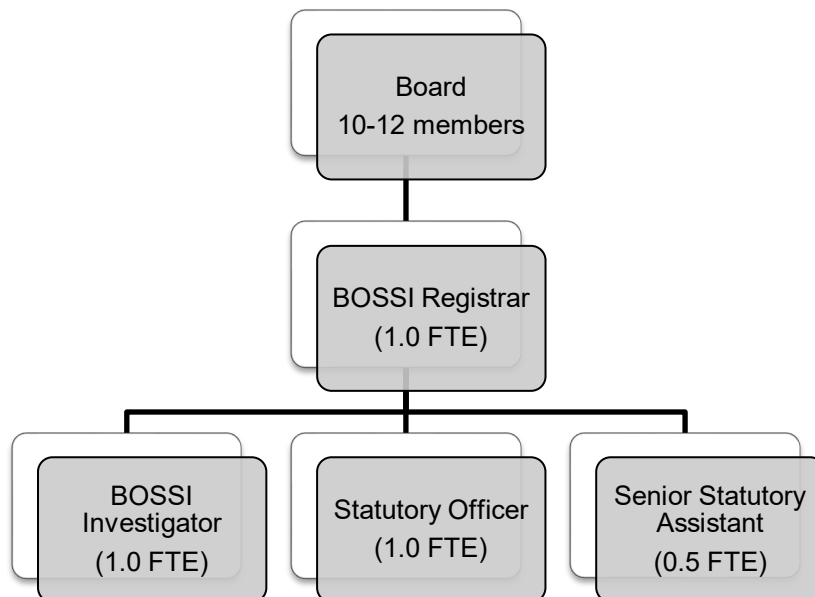 Board
10-12 members
BOSSI Registrar
(1.0 FTE)
BOSSI
Investigator
(1.0 FTE)
Statutory Officer
(1.0 FTE)
Senior Statutory
Assistant
(0.5 FTE)